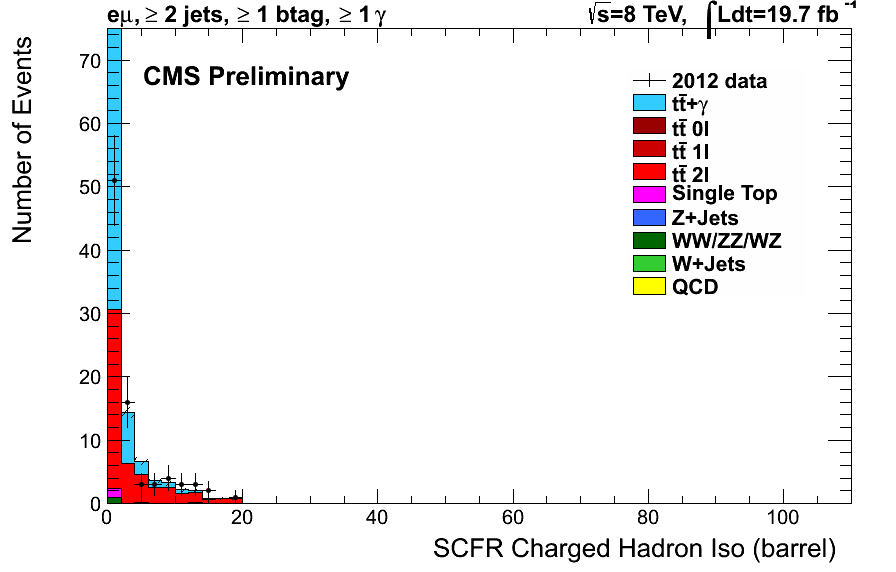 eμ, ≥ 2 jets, ≥ 1 btag, ≥ 1 γ √s=8 TeV, ∫Ldt=19.7 fb⁻¹
CMS Preliminary
Number of Events
70
60
50
40
30
20
10
0
2012 data
tt̅+γ
tt̅ 0l
tt̅ 1l
tt̅ 2l
Single Top
Z+Jets
WW/ZZ/WZ
W+Jets
QCD
0 20 40 60 80 100
SCFR Charged Hadron Iso (barrel)